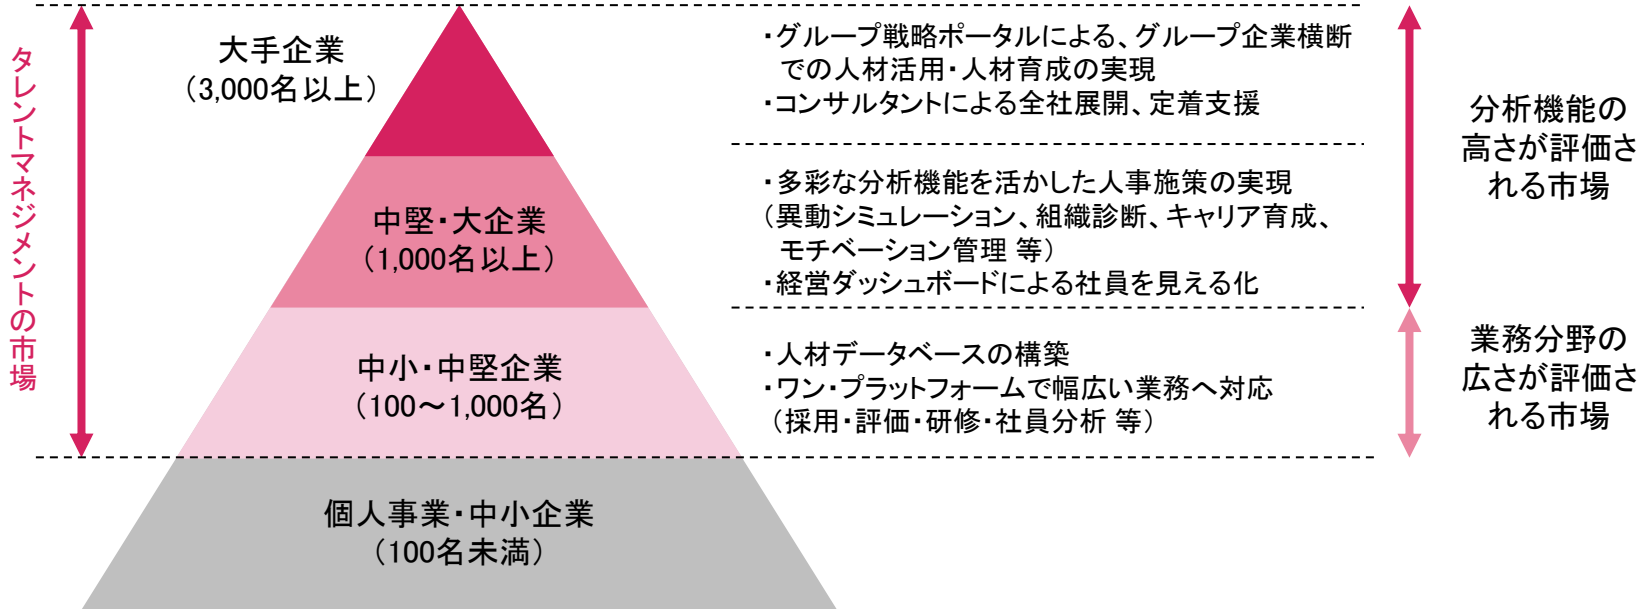 タレントマネジメントの市場
大手企業
（3,000名以上）
中堅・大企業
（1,000名以上）
中小・中堅企業
（100～1,000名）
個人事業・中小企業
（100名未満）
・グループ戦略ポータルによる、グループ企業横断
での人材活用・人材育成の実現
・コンサルタントによる全社展開、定着支援
・多彩な分析機能を活かした人事施策の実現
（異動シミュレーション、組織診断、キャリア育成、
モチベーション管理 等）
・経営ダッシュボードによる社員を見える化
・人材データベースの構築
・ワン・プラットフォームで幅広い業務へ対応
（採用・評価・研修・社員分析 等）
分析機能の
高さが評価さ
れる市場
業務分野の
広さが評価さ
れる市場